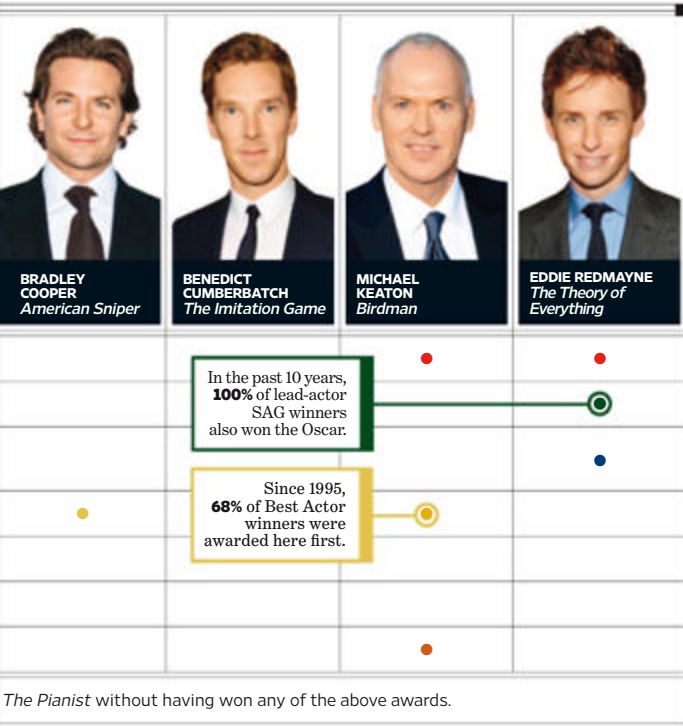 BRADLEY
COOPER
American Sniper
BENEDICT
CUMBERBATCH
The Imitation Game
MICHAEL
KEATON
Birdman
EDDIE REDMAYNE
The Theory of
Everything
In the past 10 years,
100% of lead-actor
SAG winners
also won the Oscar.
Since 1995,
68% of Best Actor
winners were
awarded here first.
The Pianist without having won any of the above awards.